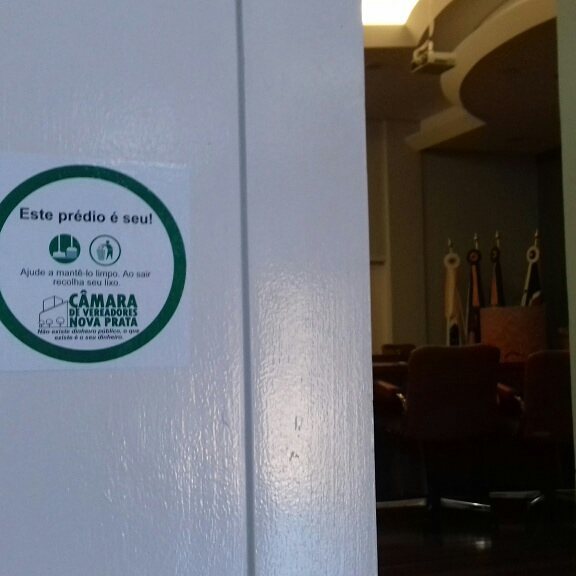 Este prédio é seu!
Ajude a mantê-lo limpo. Ao sair
recolha seu lixo.
CÂMARA
DE VEREADORES
NOVA PRATA
Não existe dinheiro público, o que
existe é o seu dinheiro.